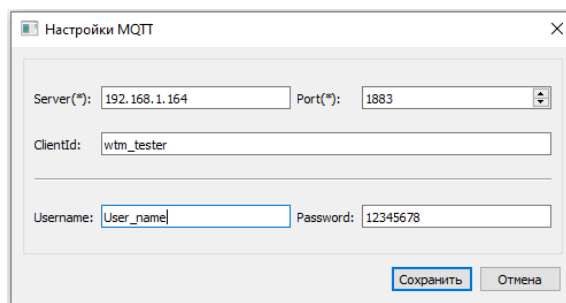 Настройки MQTT
Server(*): 192.168.1.164 Port(*): 1883
ClientId: wtm_tester
Username: User_name Password: 12345678
Сохранить Отмена